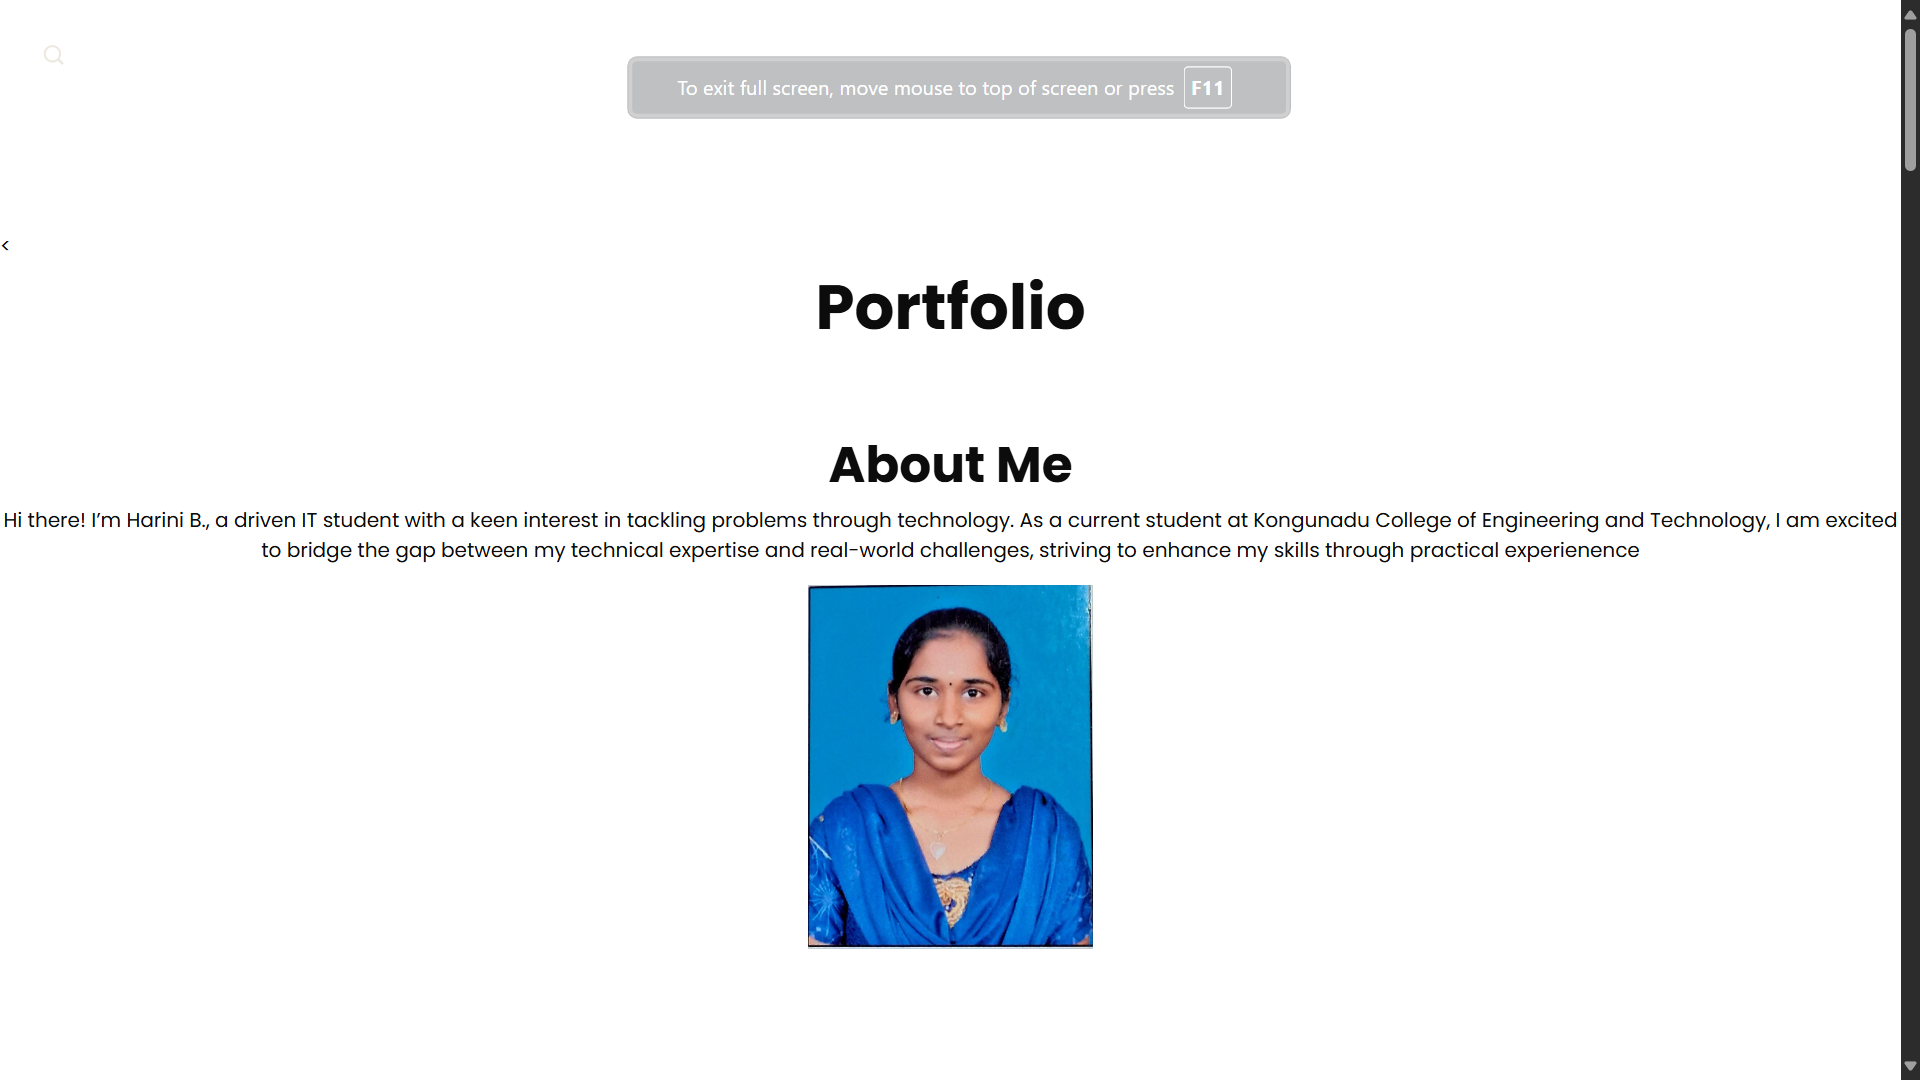 To exit full screen, move mouse to top of screen or press F11
<
Portfolio
About Me
Hi there! I’m Harini B., a driven IT student with a keen interest in tackling problems through technology. As a current student at Kongunadu College of Engineering and Technology, I am excited
to bridge the gap between my technical expertise and real-world challenges, striving to enhance my skills through practical experienence